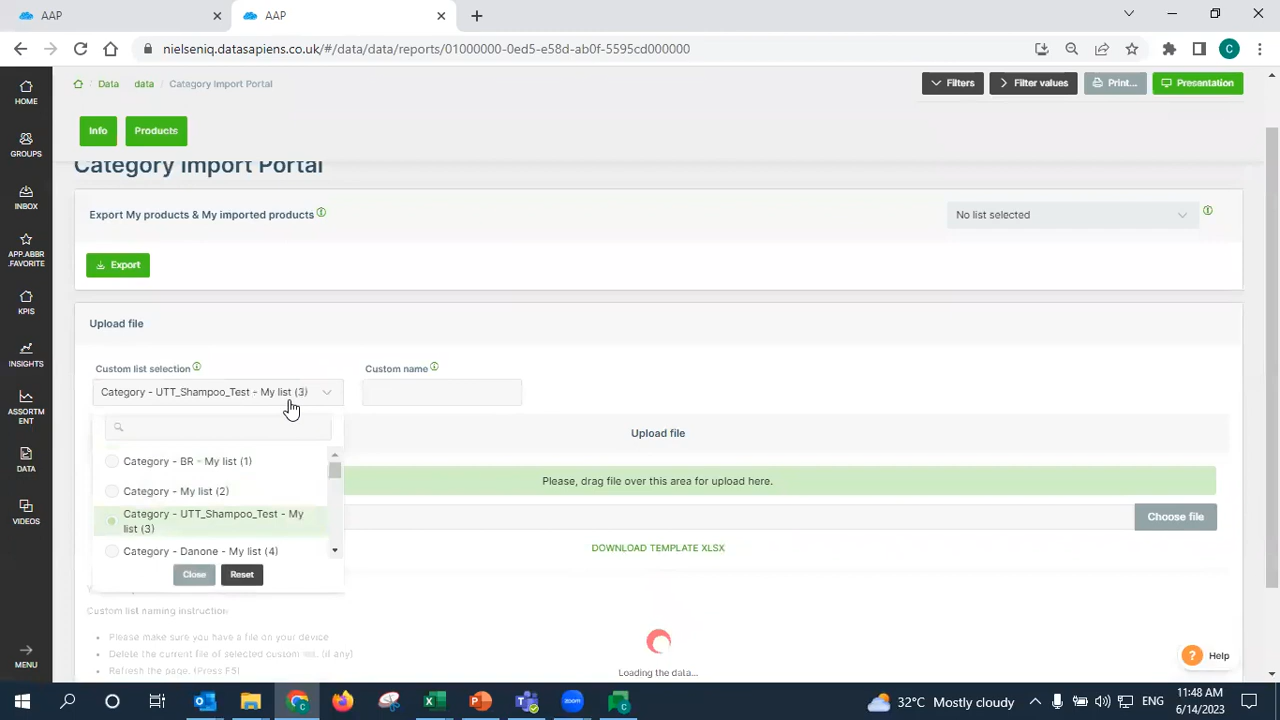 AAP
AAP
nielseniq.datasapiens.co.uk/#/data/data/reports/01000000-0ed5-e58d-ab0f-5595cd000000
C
HOME
GROUPS
INBOX
APP.ABBR
.FAVORITE
KPIS
INSIGHTS
ASSORTM
ENT
DATA
VIDEOS
MENU
Data / data / Category Import Portal
Filters
Filter values
Print...
Presentation
Info
Products
Category Import Portal
Export My products & My imported products
No list selected
Export
Upload file
Custom list selection
Custom name
Category - UTT_Shampoo_Test - My list (3)
Category - BR - My list (1)
Category - My list (2)
Category - UTT_Shampoo_Test - My
list (3)
Category - Danone - My list (4)
Close
Reset
Upload file
Please, drag file over this area for upload here.
Choose file
DOWNLOAD TEMPLATE XLSX
Custom list naming instruction
Please make sure you have a file on your device
Delete the current file of selected custom list. (if any)
Refresh the page. (Press F5)
Loading the data...
? Help
32°C Mostly cloudy
ENG
11:48 AM
6/14/2023